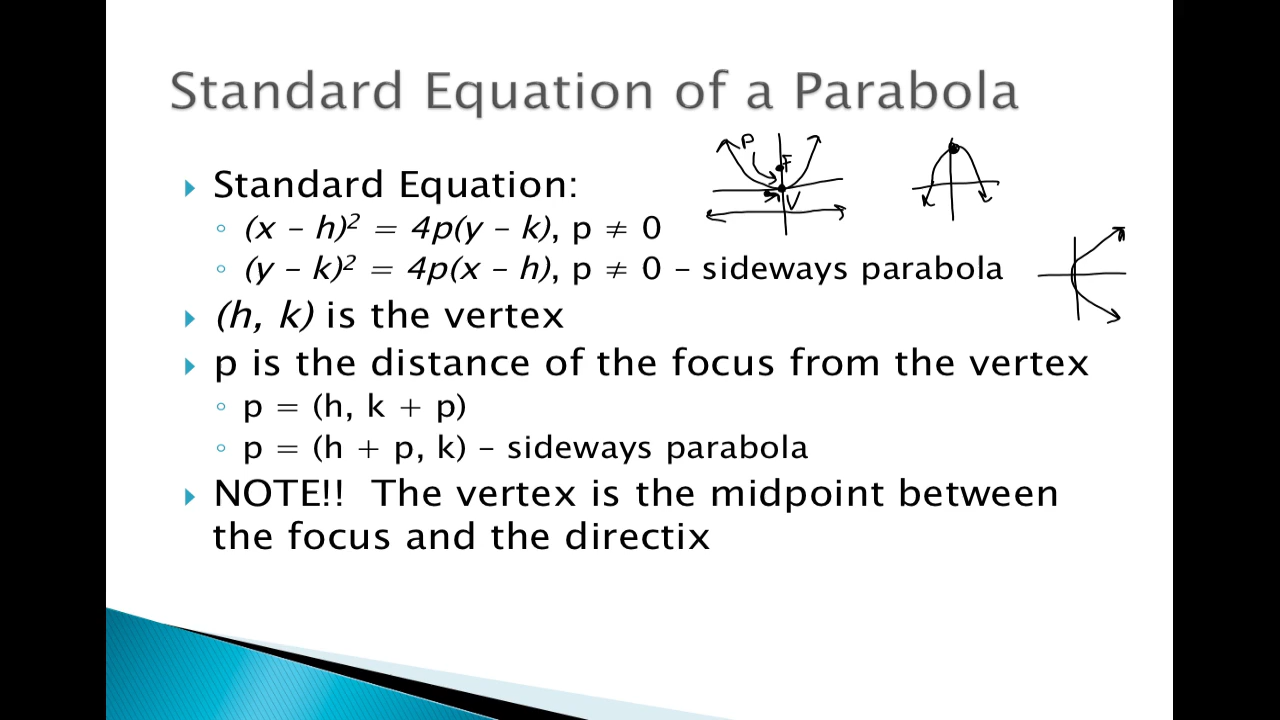 Standard Equation of a Parabola
Standard Equation:
(x – h)² = 4p(y – k), p ≠ 0
(y – k)² = 4p(x – h), p ≠ 0 – sideways parabola
(h, k) is the vertex
p is the distance of the focus from the vertex
p = (h, k + p)
p = (h + p, k) – sideways parabola
NOTE!! The vertex is the midpoint between
the focus and the directix
P
F
V